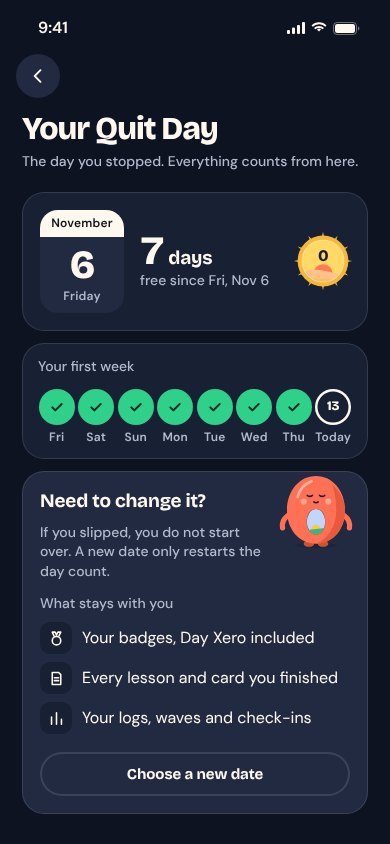 9:41
Your Quit Day
The day you stopped. Everything counts from here.
November
6
Friday
7 days
free since Fri, Nov 6
0
Your first week
13
Fri Sat Sun Mon Tue Wed Thu Today
Need to change it?
If you slipped, you do not start
over. A new date only restarts the
day count.
What stays with you
Your badges, Day Xero included
Every lesson and card you finished
Your logs, waves and check-ins
Choose a new date